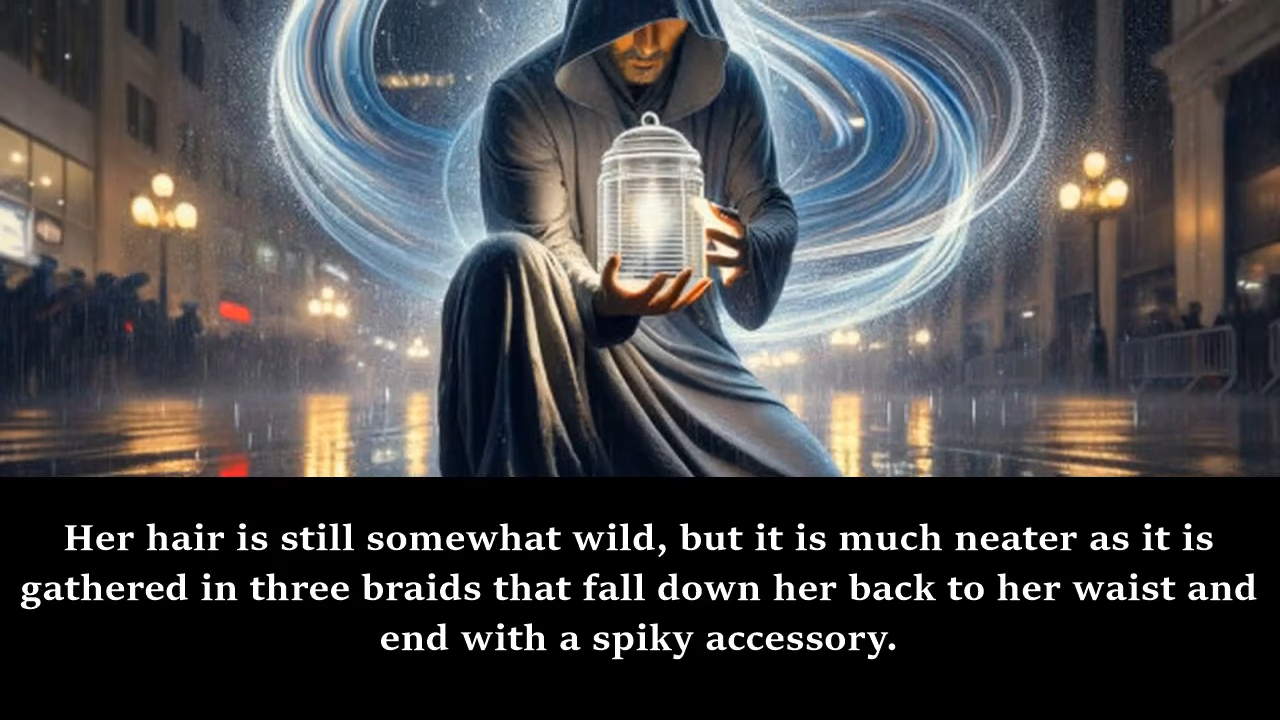 Her hair is still somewhat wild, but it is much neater as it is
gathered in three braids that fall down her back to her waist and
end with a spiky accessory.